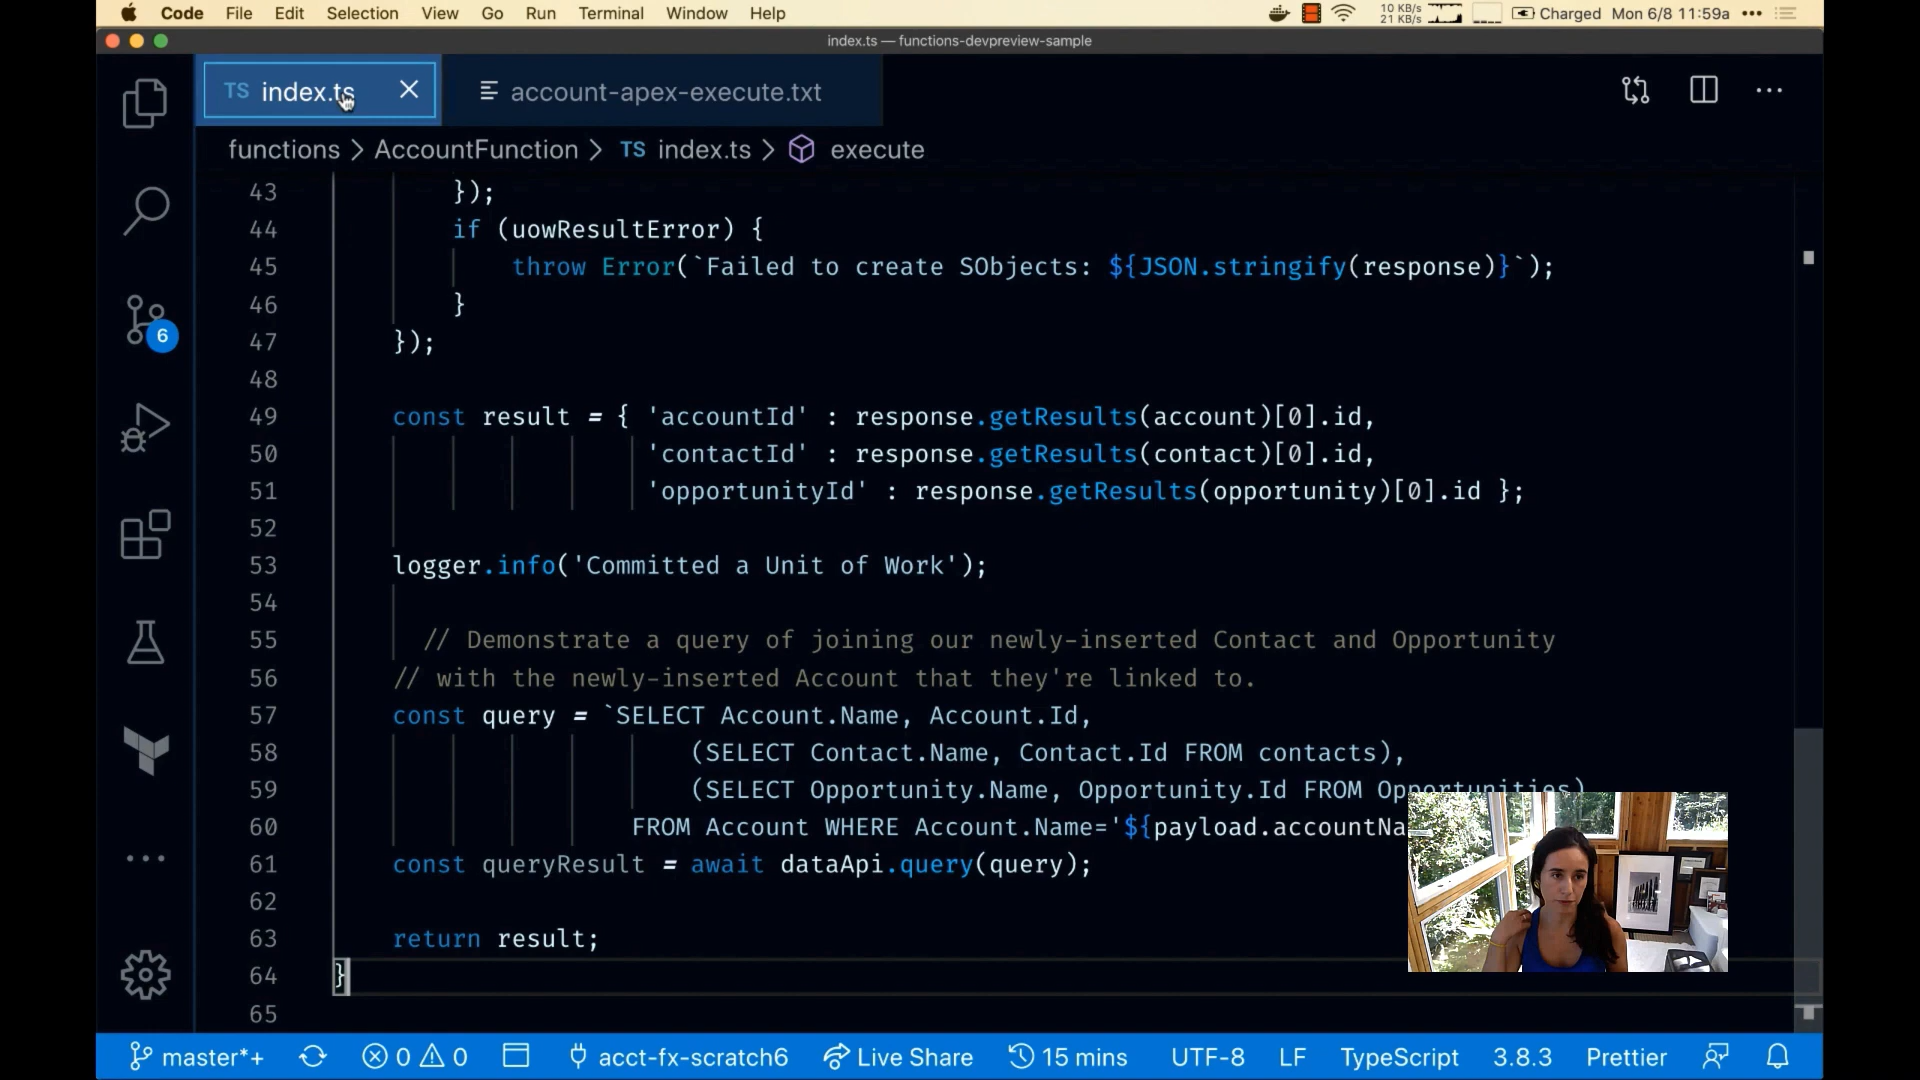 Code File Edit Selection View Go Run Terminal Window Help 10 KB/s 21 KB/s Charged Mon 6/8 11:59a
index.ts — functions-devpreview-sample
TS index.ts account-apex-execute.txt
functions > AccountFunction > TS index.ts > execute
43 });
44 if (uowResultError) {
45 throw Error(`Failed to create SObjects: ${JSON.stringify(response)}`);
46 }
47 });
48
49 const result = { 'accountId' : response.getResults(account)[0].id,
50 'contactId' : response.getResults(contact)[0].id,
51 'opportunityId' : response.getResults(opportunity)[0].id };
52
53 logger.info('Committed a Unit of Work');
54
55 // Demonstrate a query of joining our newly-inserted Contact and Opportunity
56 // with the newly-inserted Account that they're linked to.
57 const query = `SELECT Account.Name, Account.Id,
58 (SELECT Contact.Name, Contact.Id FROM contacts),
59 (SELECT Opportunity.Name, Opportunity.Id FROM Opportunities)
60 FROM Account WHERE Account.Name='${payload.accountNa
61 const queryResult = await dataApi.query(query);
62
63 return result;
64 }
65
6
master*+ 0 0 acct-fx-scratch6 Live Share 15 mins UTF-8 LF TypeScript 3.8.3 Prettier